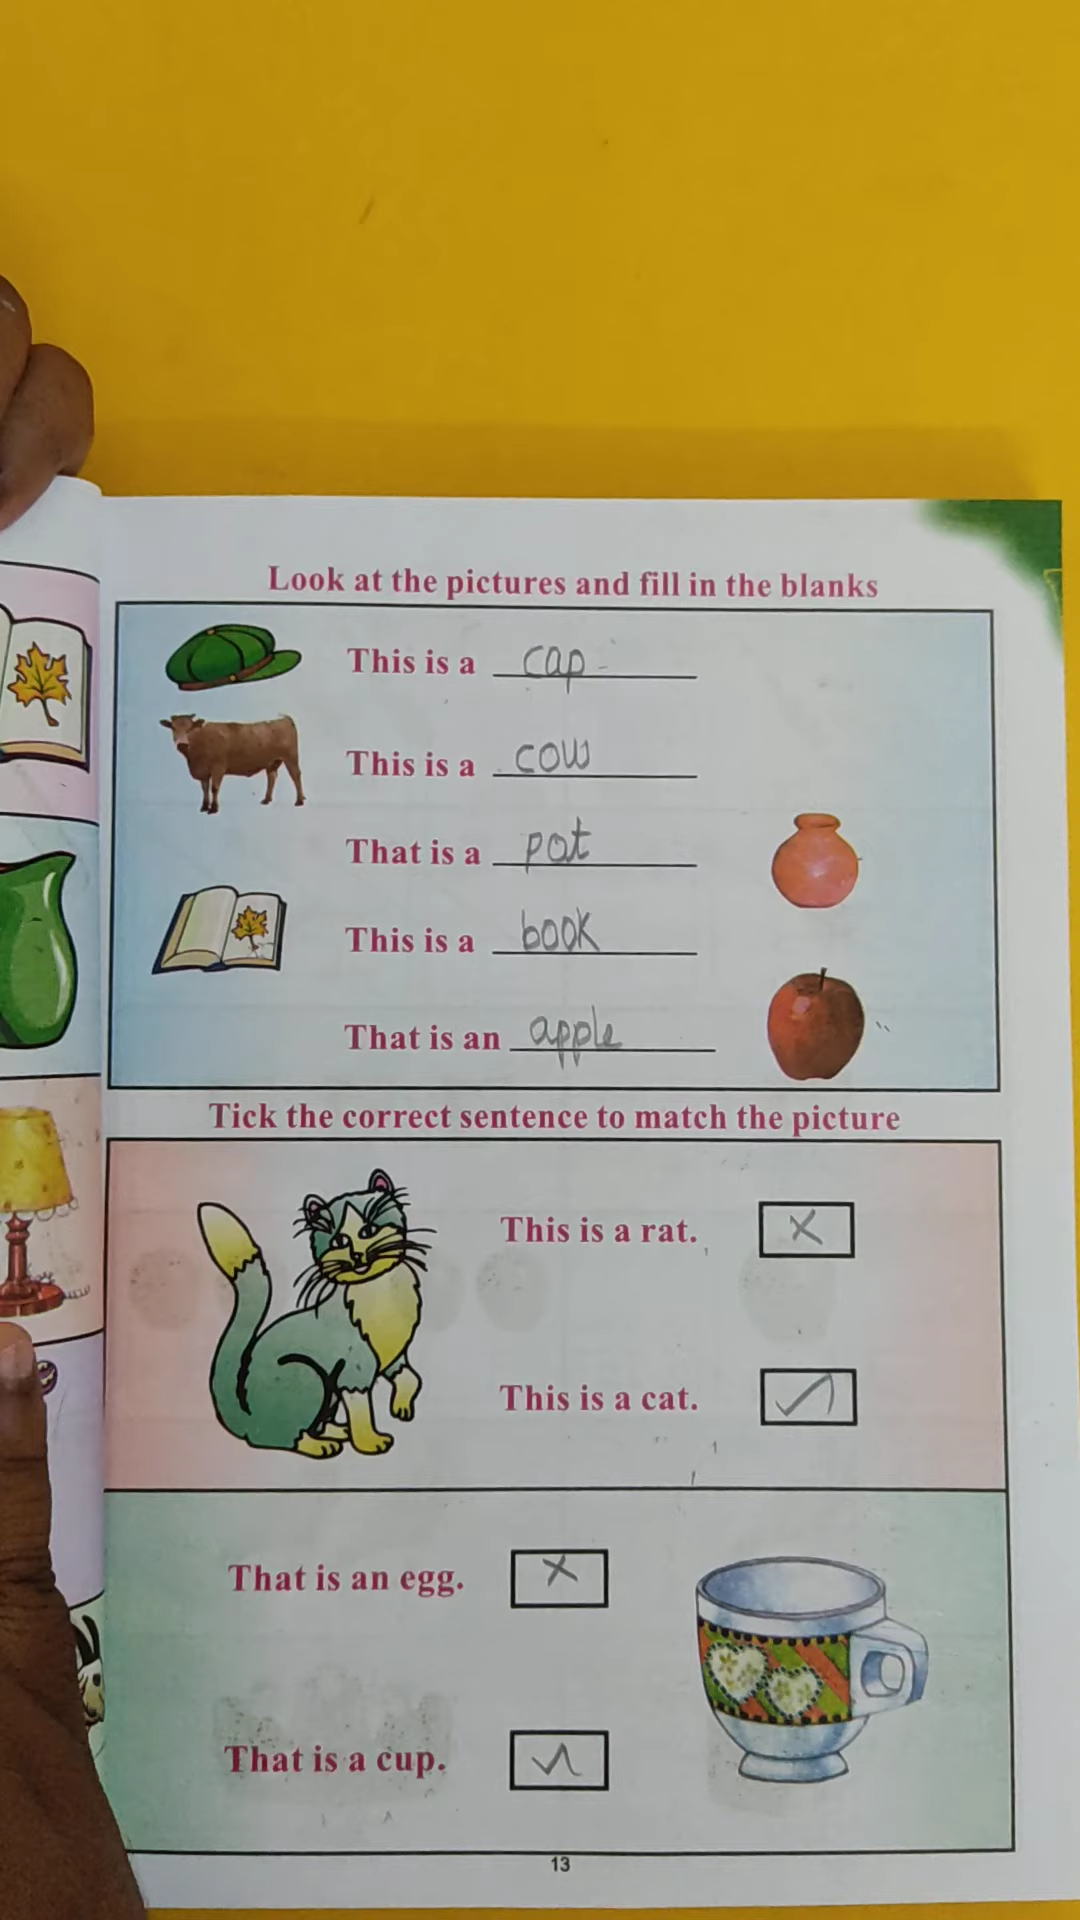 Look at the pictures and fill in the blanks
This is a cap
This is a cow
That is a pot
This is a book
That is an apple
Tick the correct sentence to match the picture
This is a rat. ×
This is a cat. ✓
That is an egg. ×
That is a cup. ✓
13